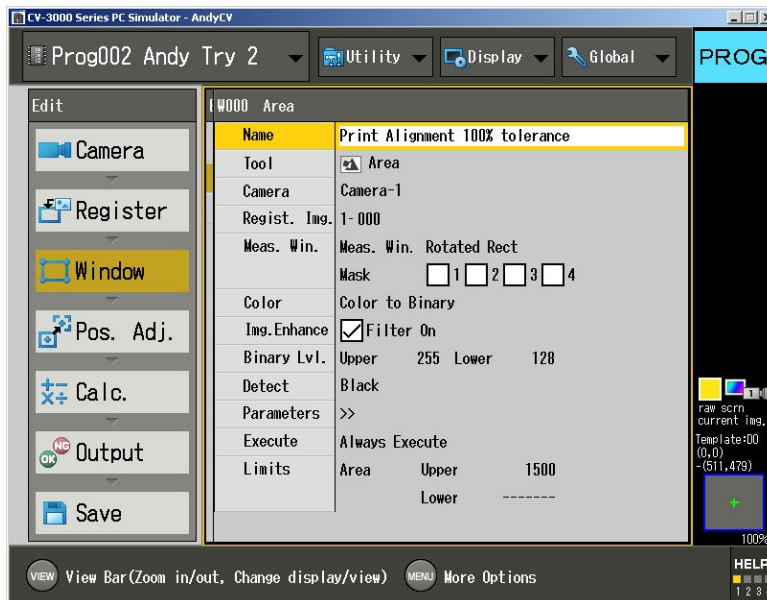 CV-3000 Series PC Simulator - AndyCV
Prog002 Andy Try 2
Utility
Display
Global
PROG
Edit
Camera
Register
Window
Pos. Adj.
Calc.
Output
Save
W000 Area
Name Print Alignment 100% tolerance
Tool Area
Camera Camera-1
Regist. Img. 1-000
Meas. Win. Meas. Win. Rotated Rect
Mask 1 2 3 4
Color Color to Binary
Img.Enhance Filter On
Binary Lvl. Upper 255 Lower 128
Detect Black
Parameters >>
Execute Always Execute
Limits Area Upper 1500
Lower -------
1
raw scrn
current img.
Template:00
(0,0)
-(511,479)
100%
VIEW View Bar(Zoom in/out, Change display/view) MENU More Options
HELP
1 2 3